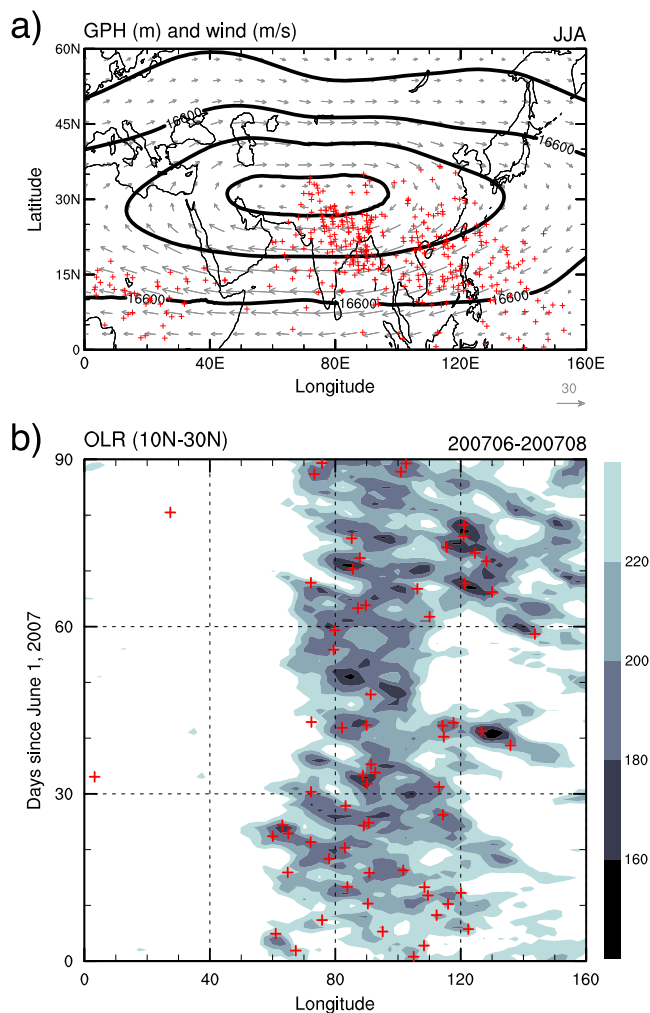 a)
GPH (m) and wind (m/s) JJA
60N
45N
30N
15N
0
Latitude
16600
16600
16600
16600
16600
0 40E 80E 120E 160E
Longitude
30
b)
OLR (10N-30N) 200706-200708
90
60
30
0
Days since June 1, 2007
0 40 80 120 160
Longitude
220
200
180
160